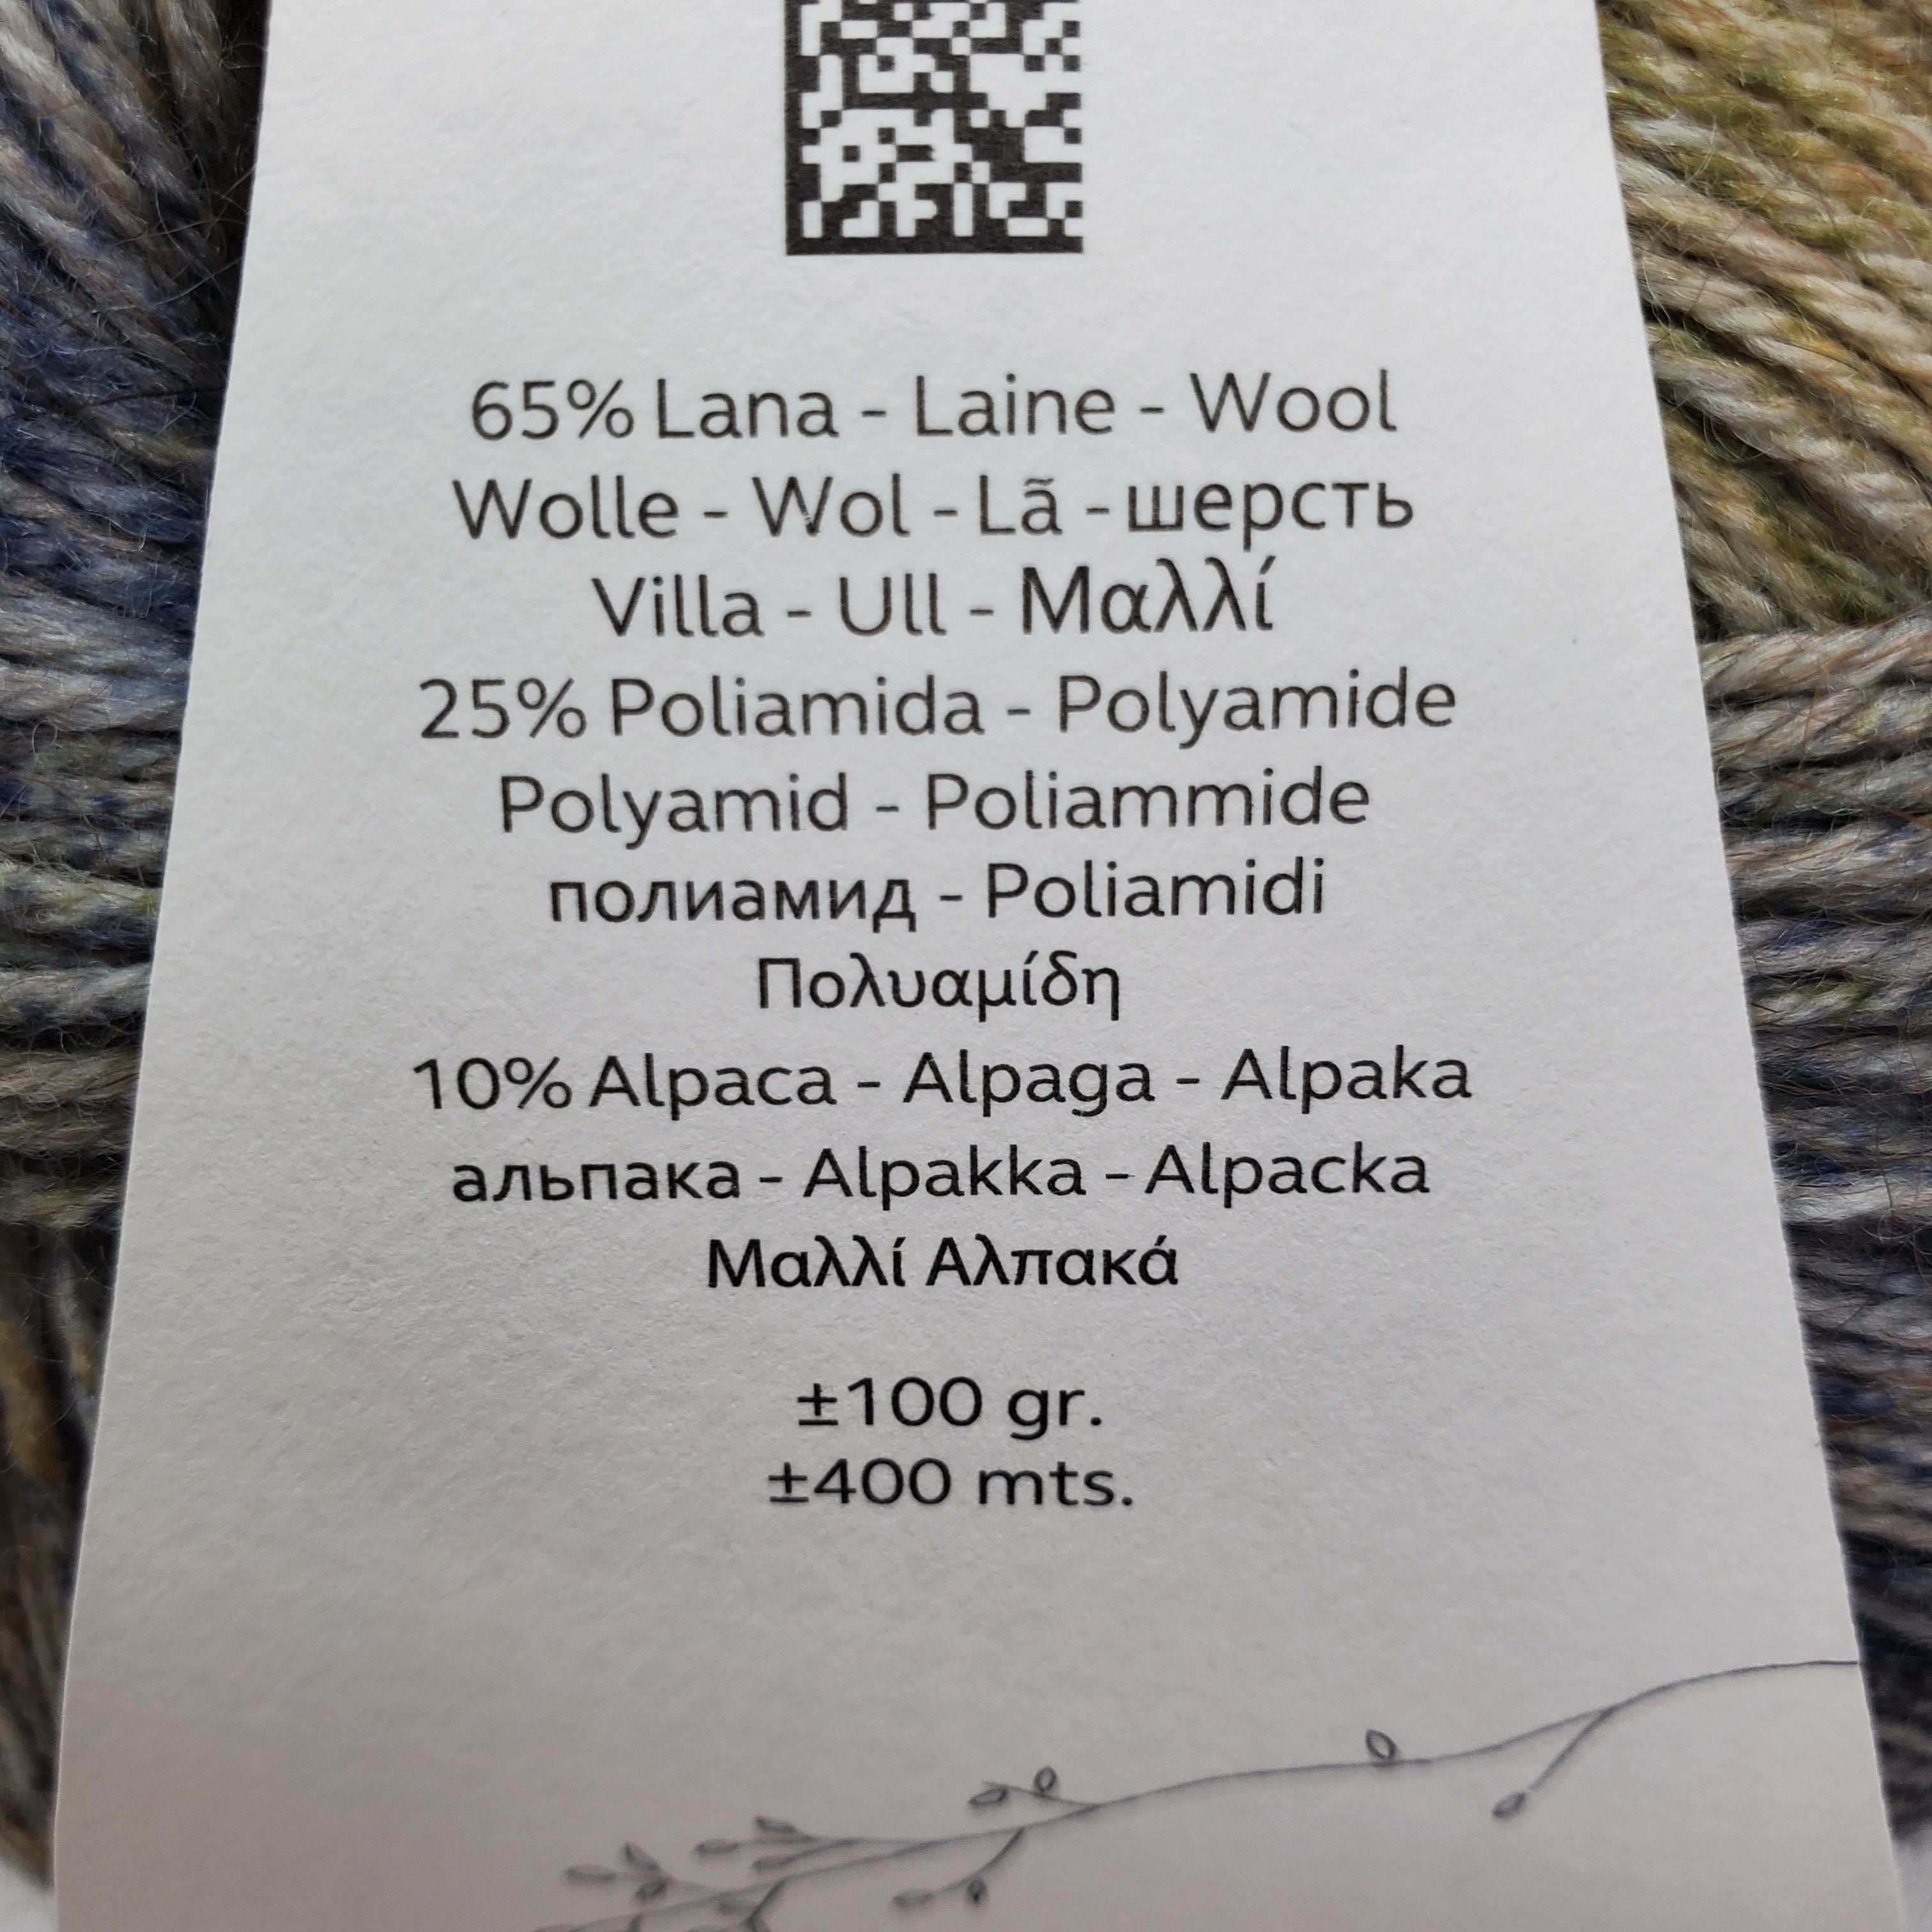 65% Lana - Laine - Wool
Wolle - Wol - Lã - шерсть
Villa - Ull - Μαλλί
25% Poliamida - Polyamide
Polyamid - Poliammide
полиамид - Poliamidi
Πολυαμίδη
10% Alpaca - Alpaga - Alpaka
альпака - Alpakka - Alpacka
Μαλλί Αλπακά
±100 gr.
±400 mts.